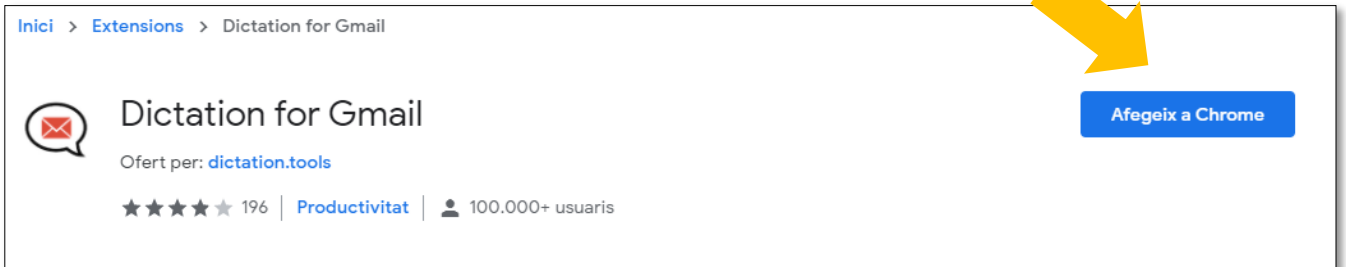 Inici > Extensions > Dictation for Gmail
Dictation for Gmail
Afegeix a Chrome
Ofert per: dictation.tools
196 | Productivitat | 100.000+ usuaris